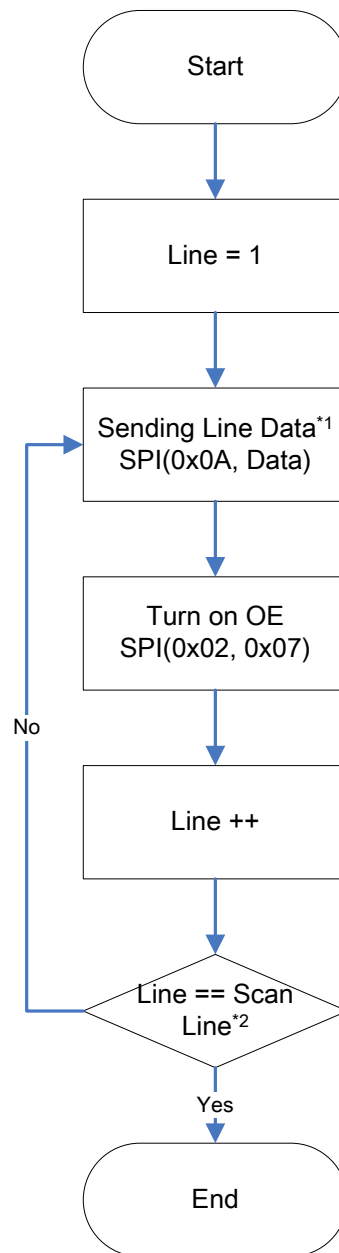 Start
Line = 1
Sending Line Data*1
SPI(0x0A, Data)
Turn on OE
SPI(0x02, 0x07)
No
Line ++
Line == Scan
Line*2
Yes
End